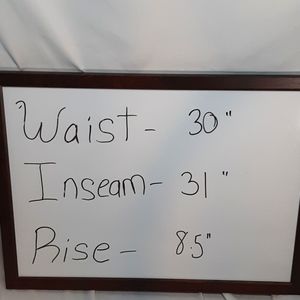 Waist - 30"
Inseam - 31"
Rise - 8.5"